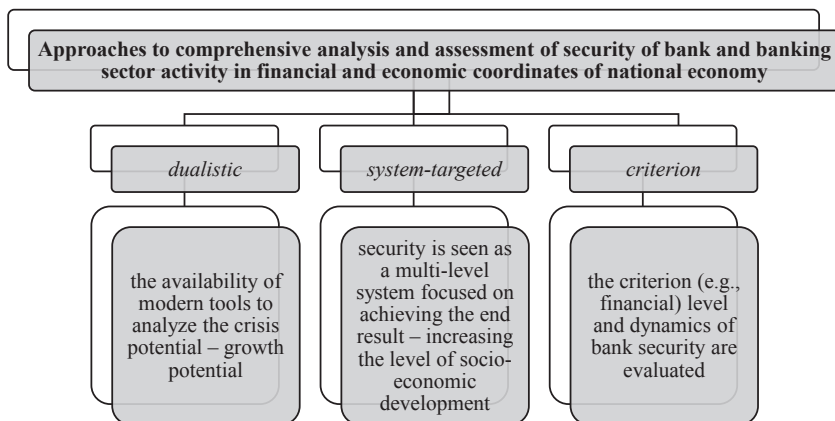 Approaches to comprehensive analysis and assessment of security of bank and banking
sector activity in financial and economic coordinates of national economy
dualistic
system-targeted
criterion
the availability of
modern tools to
analyze the crisis
potential – growth
potential
security is seen as
a multi-level
system focused on
achieving the end
result – increasing
the level of socio-
economic
development
the criterion (e.g.,
financial) level
and dynamics of
bank security are
evaluated